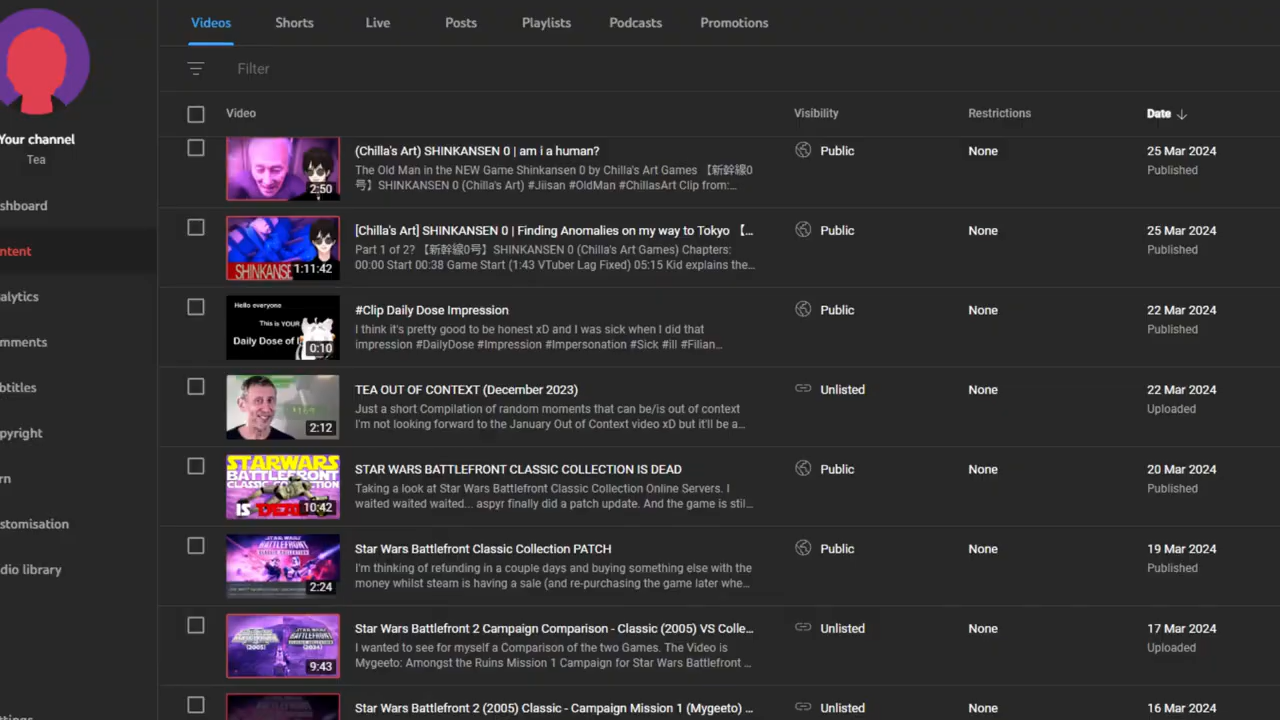 Videos Shorts Live Posts Playlists Podcasts Promotions
Filter
Video Visibility Restrictions Date
Your channel
Tea
shboard
ntent
alytics
mments
btitles
pyright
rn
stomisation
dio library
ttings
(Chilla's Art) SHINKANSEN 0 | am i a human?
The Old Man in the NEW Game Shinkansen 0 by Chilla's Art Games 【新幹線0
号】SHINKANSEN 0 (Chilla's Art) #Jiisan #OldMan #ChillasArt Clip from:...
2:50
Public None 25 Mar 2024
Published
[Chilla's Art] SHINKANSEN 0 | Finding Anomalies on my way to Tokyo 【...
Part 1 of 2? 【新幹線0号】SHINKANSEN 0 (Chilla's Art Games) Chapters:
00:00 Start 00:38 Game Start (1:43 VTuber Lag Fixed) 05:15 Kid explains the...
SHINKANSE 1:11:42
Public None 25 Mar 2024
Published
Hello everyone
This is YOUR
Daily Dose of
0:10
#Clip Daily Dose Impression
I think it's pretty good to be honest xD and I was sick when I did that
impression #DailyDose #Impression #Impersonation #Sick #ill #Filian...
Public None 22 Mar 2024
Published
2:12
TEA OUT OF CONTEXT (December 2023)
Just a short Compilation of random moments that can be/is out of context
I'm not looking forward to the January Out of Context video xD but it'll be a...
Unlisted None 22 Mar 2024
Uploaded
STARWARS
BATTLEFRONT
CLASSIC COLLECTION
IS DEAD
10:42
STAR WARS BATTLEFRONT CLASSIC COLLECTION IS DEAD
Taking a look at Star Wars Battlefront Classic Collection Online Servers. I
waited waited waited... aspyr finally did a patch update. And the game is stil...
Public None 20 Mar 2024
Published
BATTLEFRONT
2:24
Star Wars Battlefront Classic Collection PATCH
I'm thinking of refunding in a couple days and buying something else with the
money whilst steam is having a sale (and re-purchasing the game later whe...
Public None 19 Mar 2024
Published
9:43
Star Wars Battlefront 2 Campaign Comparison - Classic (2005) VS Colle...
I wanted to see for myself a Comparison of the two Games. The Video is
Mygeeto: Amongst the Ruins Mission 1 Campaign for Star Wars Battlefront ...
Unlisted None 17 Mar 2024
Uploaded
Star Wars Battlefront 2 (2005) Classic - Campaign Mission 1 (Mygeeto) ...
Unlisted None 16 Mar 2024